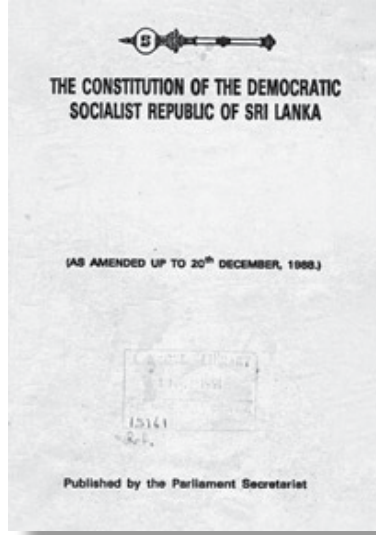 S
THE CONSTITUTION OF THE DEMOCRATIC
SOCIALIST REPUBLIC OF SRI LANKA
(AS AMENDED UP TO 20th DECEMBER, 1988.)
LIBRARY
Published by the Parliament Secretariat